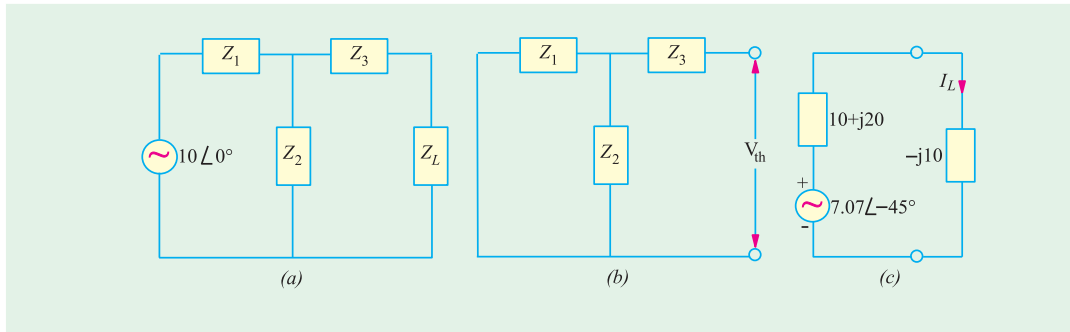 Z1
Z3
10∠0°
Z2
ZL
(a)
Z1
Z3
Z2
Vth
(b)
IL
10+j20
–j10
+
7.07∠–45°
-
(c)